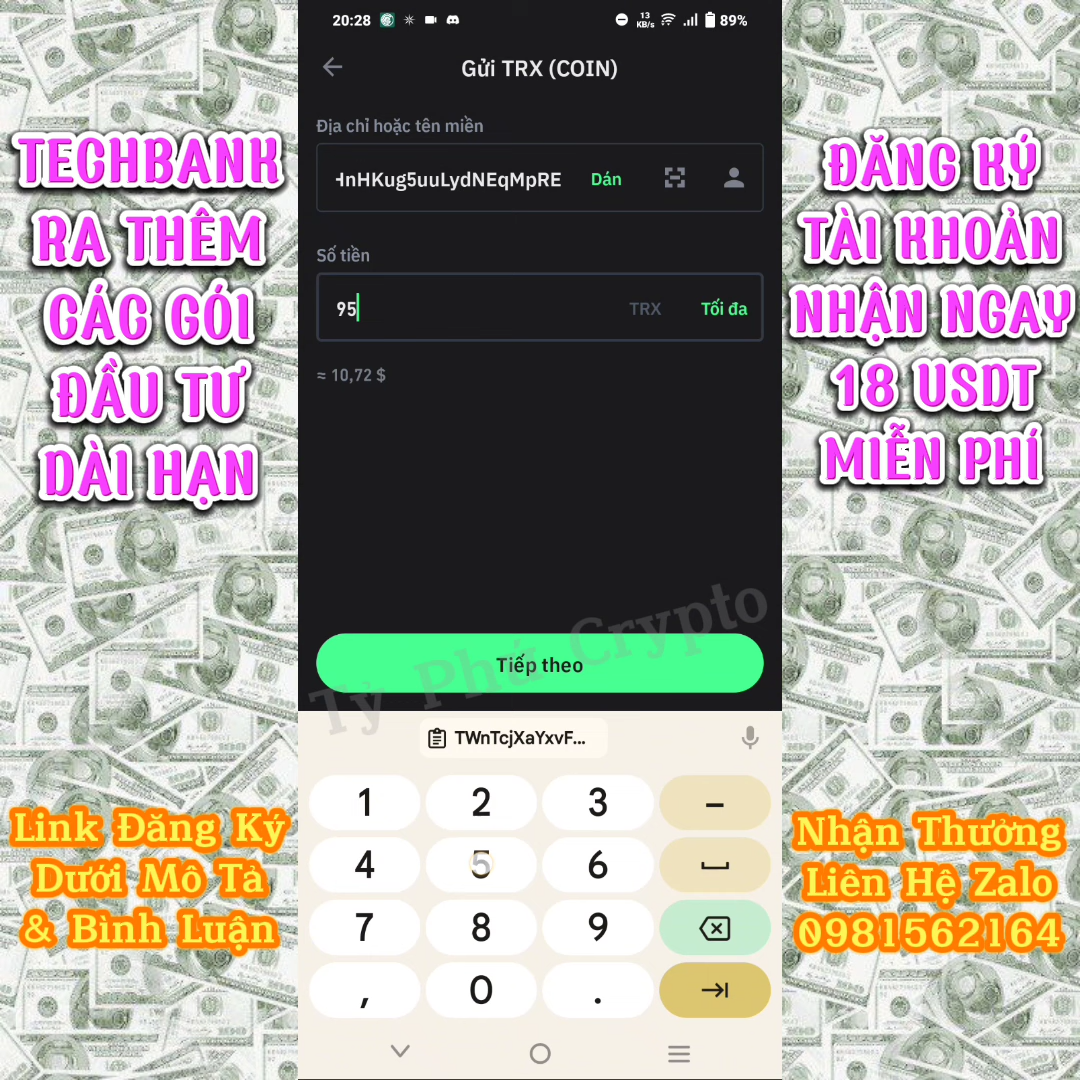 20:28
13
KB/s
89%
Gửi TRX (COIN)
Địa chỉ hoặc tên miền
HnHKug5uuLydNEqMpRE Dán
Số tiền
95 TRX Tối đa
≈ 10,72 $
Tỷ Phú Crypto
Tiếp theo
TWnTcjXaYxvF...
1 2 3 –
4 5 6
7 8 9
, 0 .
TECHBANK
RA THÊM
CÁC GÓI
ĐẦU TƯ
DÀI HẠN
ĐĂNG KÝ
TÀI KHOẢN
NHẬN NGAY
18 USDT
MIỄN PHÍ
Link Đăng Ký
Dưới Mô Tả
& Bình Luận
Nhận Thưởng
Liên Hệ Zalo
0981562164